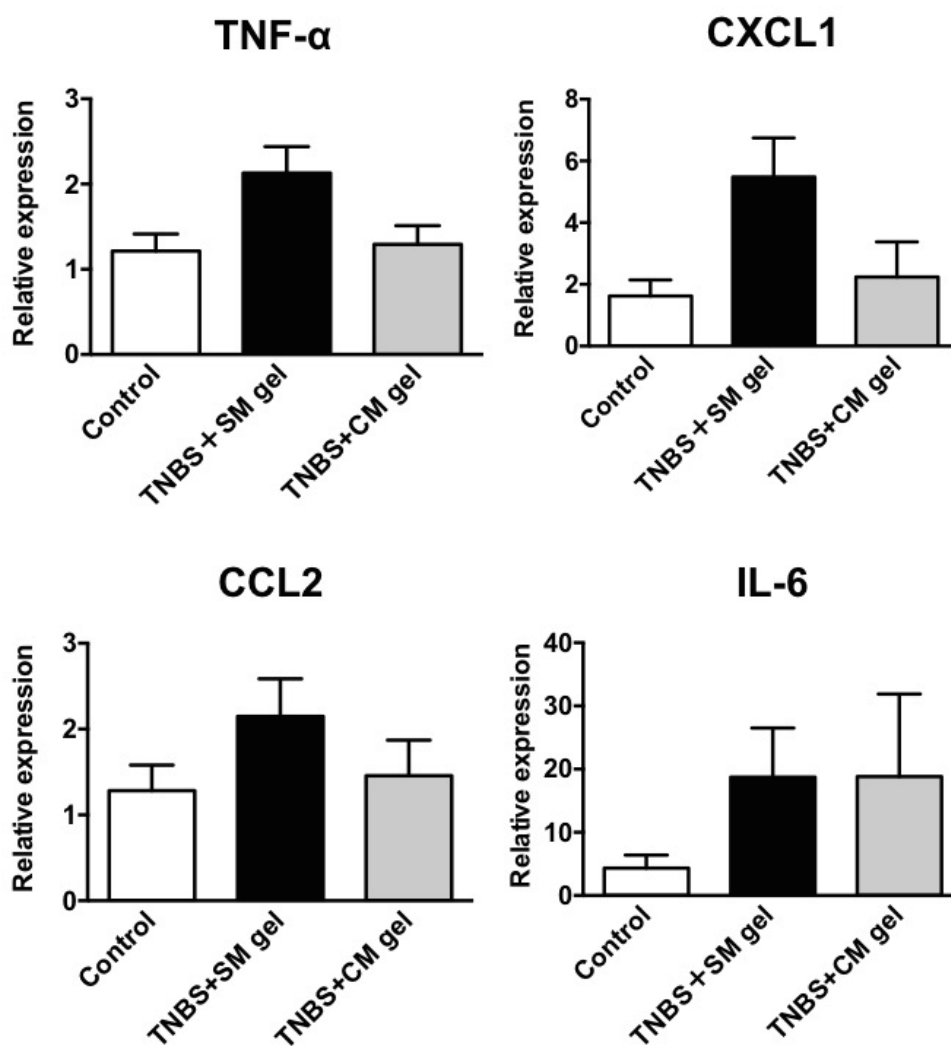 TNF-α
Relative expression
3
2
1
0
Control
TNBS+SM gel
TNBS+CM gel
CXCL1
Relative expression
8
6
4
2
0
Control
TNBS+SM gel
TNBS+CM gel
CCL2
Relative expression
3
2
1
0
Control
TNBS+SM gel
TNBS+CM gel
IL-6
Relative expression
40
30
20
10
0
Control
TNBS+SM gel
TNBS+CM gel